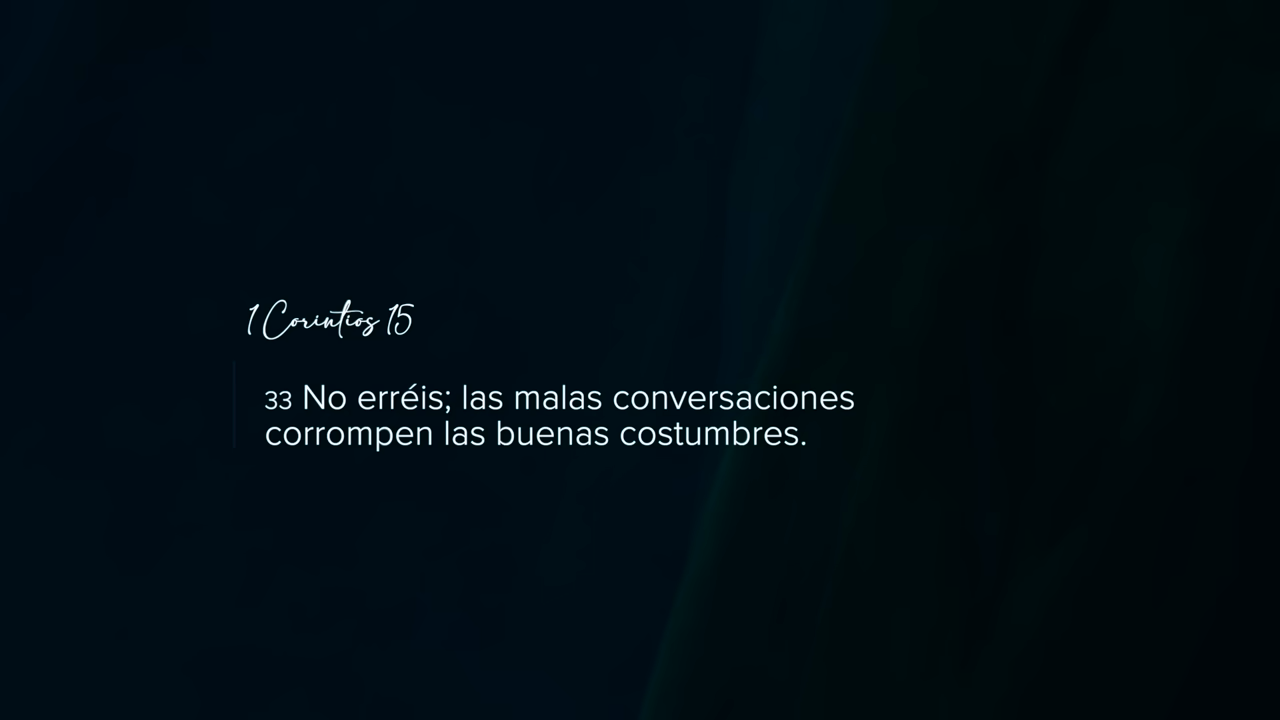 1 Corintios 15
33 No erréis; las malas conversaciones
corrompen las buenas costumbres.